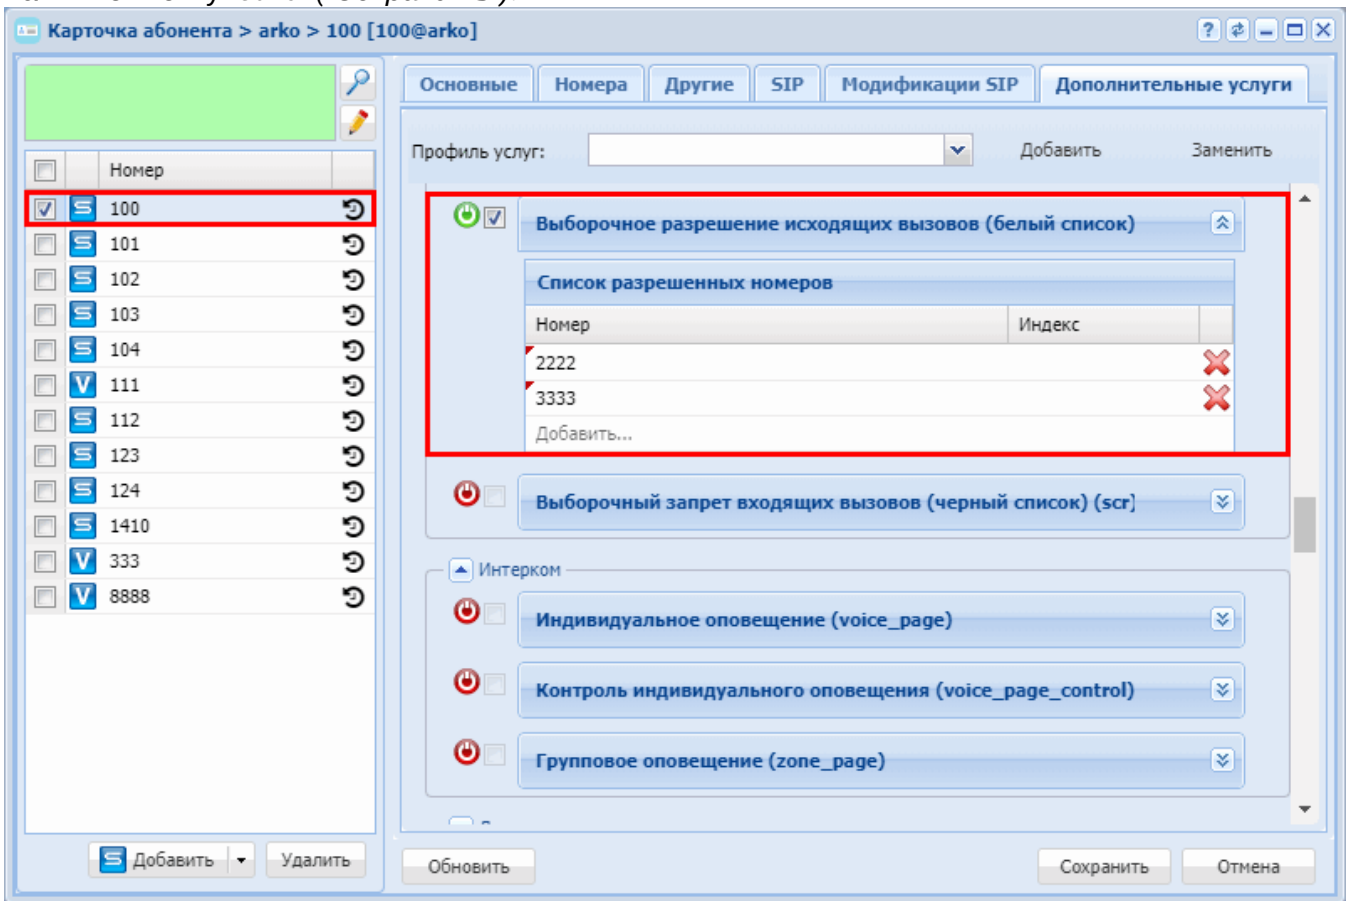 Карточка абонента > arko > 100 [100@arko]
Основные Номера Другие SIP Модификации SIP Дополнительные услуги
Профиль услуг: Добавить Заменить
Номер
100
101
102
103
104
111
112
123
124
1410
333
8888
Выборочное разрешение исходящих вызовов (белый список)
Список разрешенных номеров
Номер Индекс
2222
3333
Добавить...
Выборочный запрет входящих вызовов (черный список) (scr)
Интерком
Индивидуальное оповещение (voice_page)
Контроль индивидуального оповещения (voice_page_control)
Групповое оповещение (zone_page)
Добавить Удалить
Обновить Сохранить Отмена